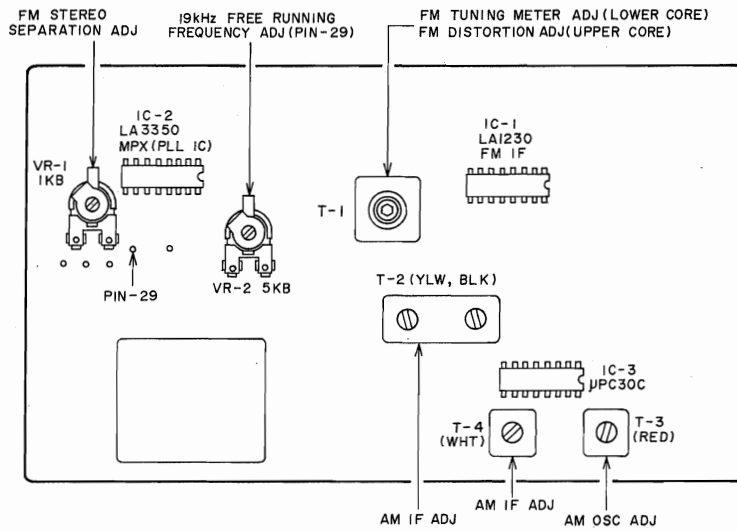 FM STEREO
SEPARATION ADJ
19kHz FREE RUNNING
FREQUENCY ADJ (PIN-29)
FM TUNING METER ADJ (LOWER CORE)
FM DISTORTION ADJ (UPPER CORE)
IC-2
LA3350
MPX (PLL IC)
IC-1
LA1230
FM IF
VR-1
1KB
T-1
PIN-29
VR-2 5KB
T-2 (YLW, BLK)
IC-3
μPC30C
T-4
(WHT)
T-3
(RED)
AM IF ADJ
AM IF ADJ
AM OSC ADJ